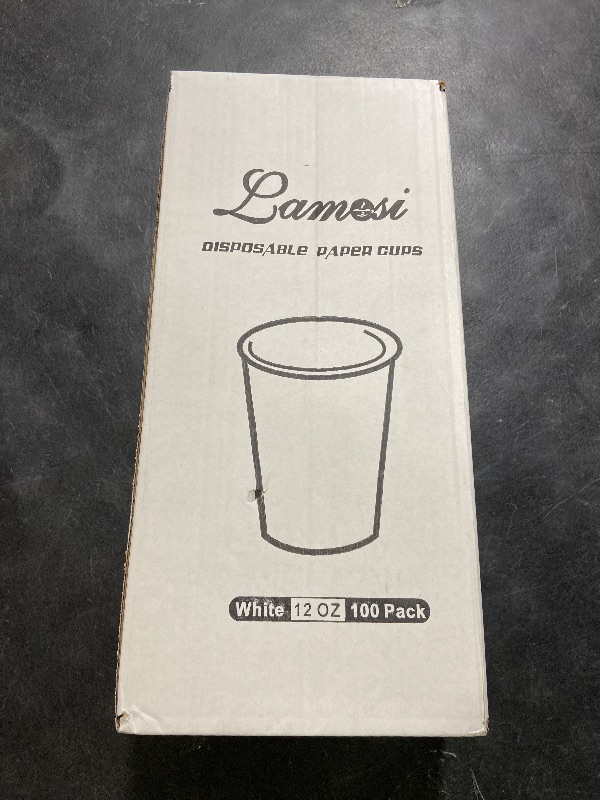 Lamosi
DISPOSABLE PAPER CUPS
White 12 OZ 100 Pack